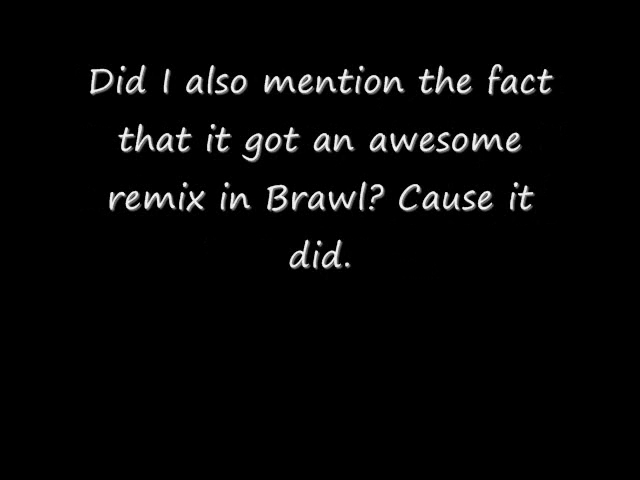 Did I also mention the fact
that it got an awesome
remix in Brawl? Cause it
did.